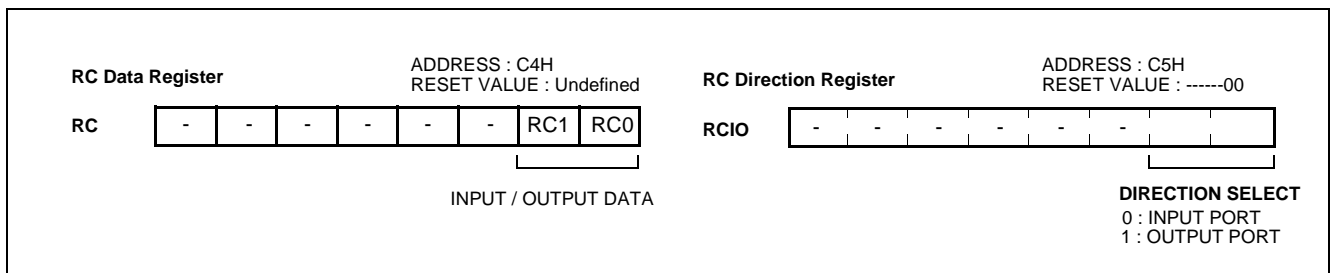 RC Data Register
ADDRESS : C4H
RESET VALUE : Undefined
RC - - - - - - RC1 RC0
INPUT / OUTPUT DATA
RC Direction Register
ADDRESS : C5H
RESET VALUE : ------00
RCIO - - - - - -
DIRECTION SELECT
0 : INPUT PORT
1 : OUTPUT PORT